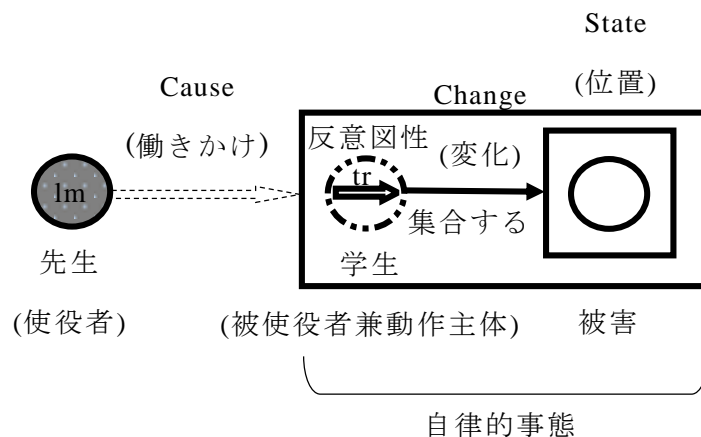 State
(位置)
Cause
(働きかけ)
Change
(変化)
反意図性
lm
tr
集合する
先生
学生
(使役者)
(被使役者兼動作主体)
被害
自律的事態